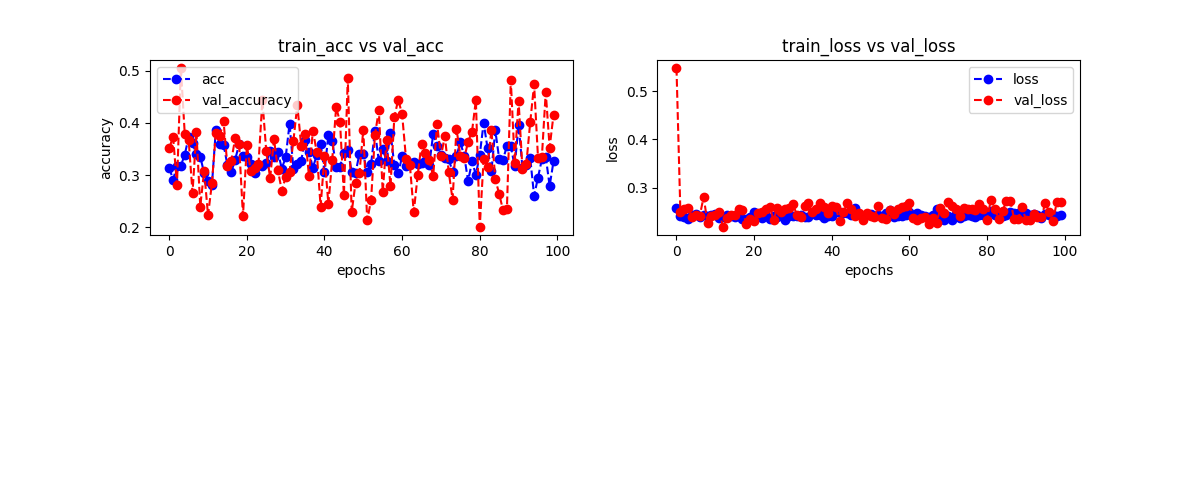 train_acc vs val_acc
acc
val_accuracy
accuracy
0.5
0.4
0.3
0.2
0 20 40 60 80 100
epochs
train_loss vs val_loss
loss
val_loss
loss
0.5
0.4
0.3
0 20 40 60 80 100
epochs